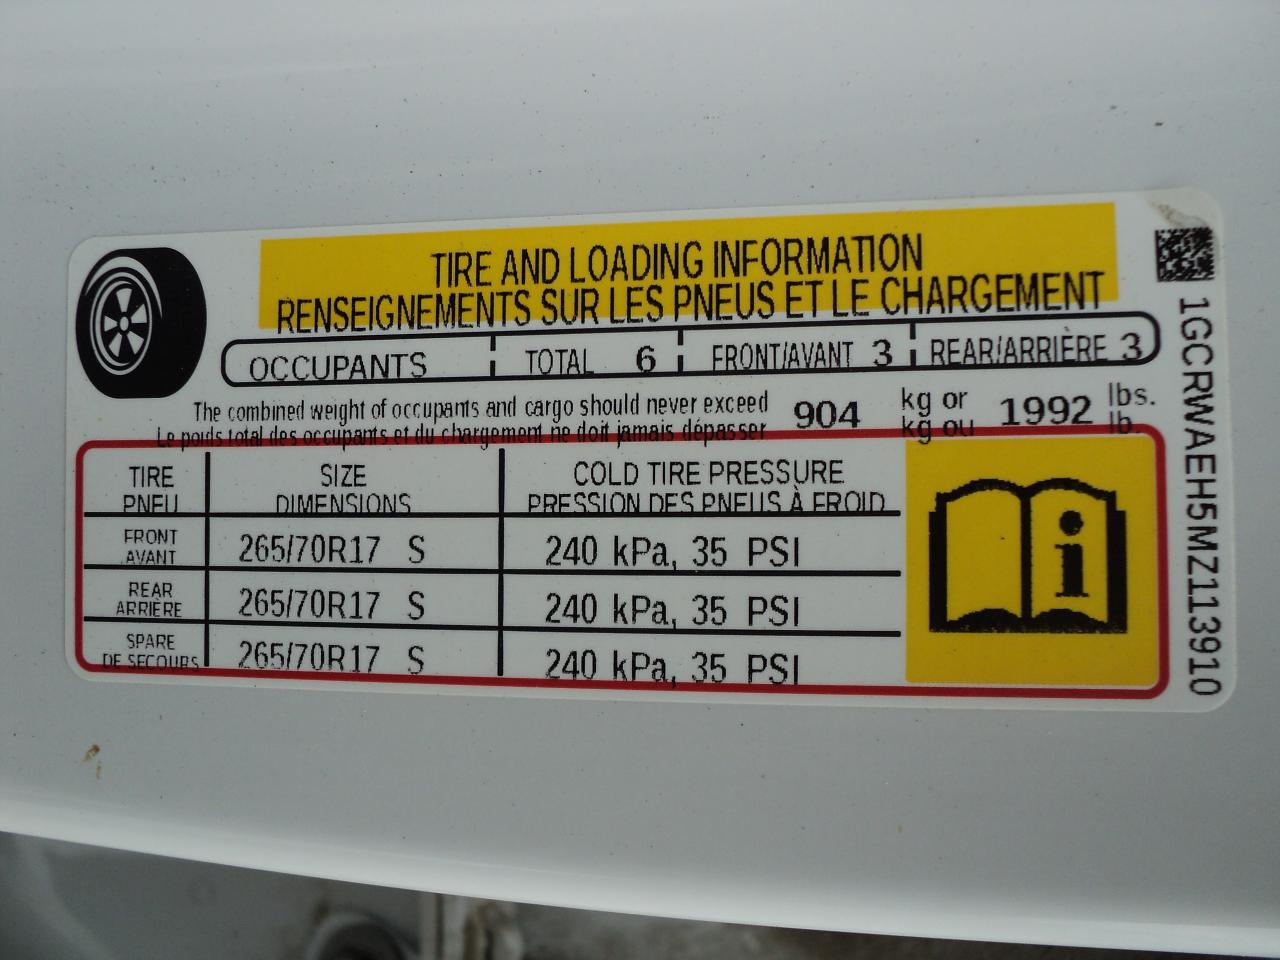 TIRE AND LOADING INFORMATION
RENSEIGNEMENTS SUR LES PNEUS ET LE CHARGEMENT
OCCUPANTS TOTAL 6 FRONT/AVANT 3 REAR/ARRIÈRE 3
The combined weight of occupants and cargo should never exceed 904 kg or 1992 lbs.
Le poids total des occupants et du chargement ne doit jamais dépasser kg ou lb.
TIRE SIZE COLD TIRE PRESSURE
PNEU DIMENSIONS PRESSION DES PNEUS À FROID
FRONT
AVANT 265/70R17 S 240 kPa, 35 PSI
REAR
ARRIÈRE 265/70R17 S 240 kPa, 35 PSI
SPARE
DE SECOURS 265/70R17 S 240 kPa, 35 PSI
i
1GCRWAEH5MZ113910